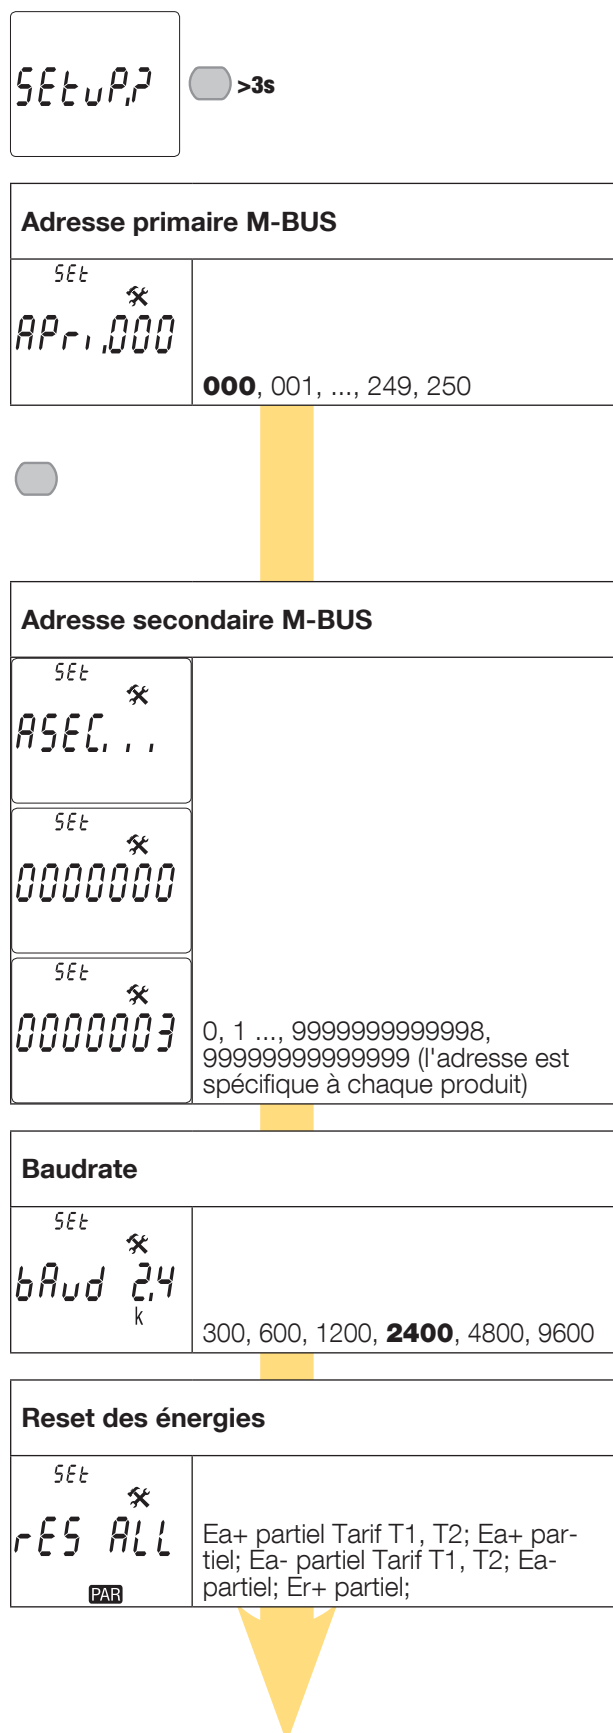 SEtuP.?
>3s
Adresse primaire M-BUS
SEt
APri.000
000, 001, ..., 249, 250
Adresse secondaire M-BUS
SEt
ASEC. . .
SEt
0000000
SEt
0000003
0, 1 ..., 9999999999998,
99999999999999 (l'adresse est
spécifique à chaque produit)
Baudrate
SEt
bAud 2.4
k
300, 600, 1200, 2400, 4800, 9600
Reset des énergies
SEt
rES ALL
PAR
Ea+ partiel Tarif T1, T2; Ea+ par-
tiel; Ea- partiel Tarif T1, T2; Ea-
partiel; Er+ partiel;